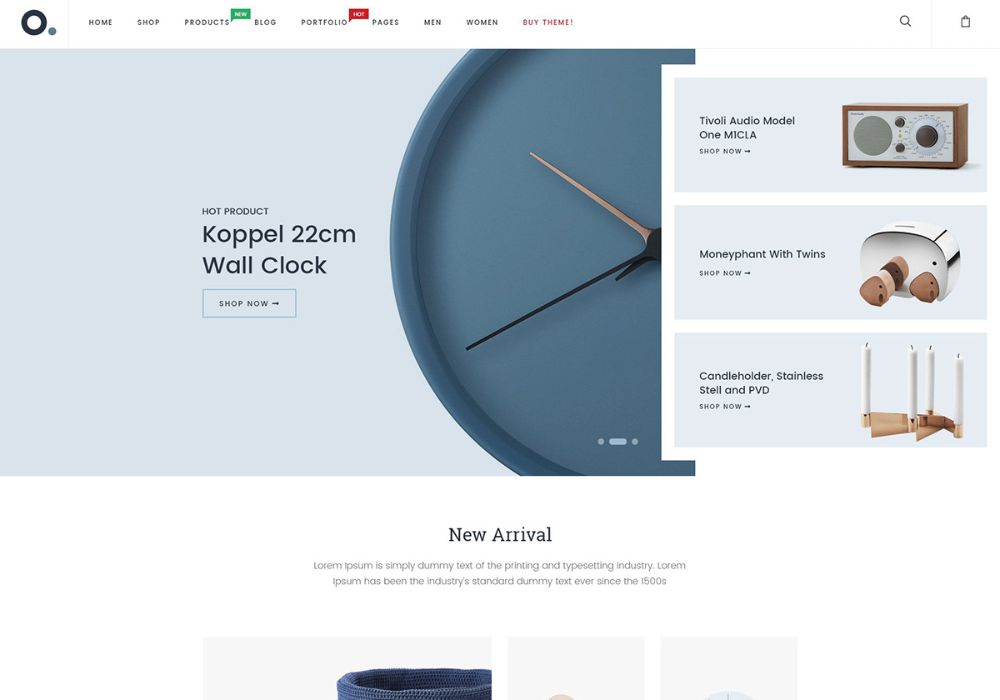 O.
HOME SHOP PRODUCTS NEW BLOG PORTFOLIO HOT PAGES MEN WOMEN BUY THEME!
HOT PRODUCT
Koppel 22cm
Wall Clock
SHOP NOW ➞
Tivoli Audio Model
One M1CLA
SHOP NOW ➞
Moneyphant With Twins
SHOP NOW ➞
Candleholder, Stainless
Stell and PVD
SHOP NOW ➞
New Arrival
Lorem Ipsum is simply dummy text of the printing and typesetting industry. Lorem
Ipsum has been the industry's standard dummy text ever since the 1500s